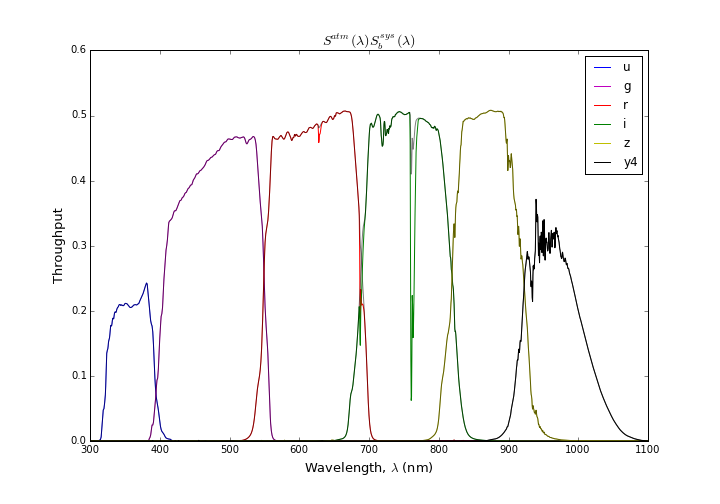 S^{atm}(λ)S_b^{sys}(λ)
0.6
0.5
0.4
0.3
0.2
0.1
0.0
Throughput
u
g
r
i
z
y4
300 400 500 600 700 800 900 1000 1100
Wavelength, λ (nm)